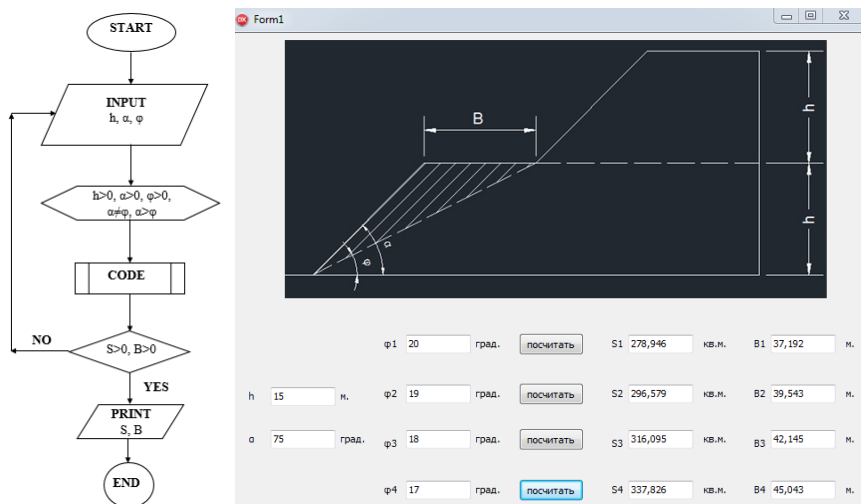 START
INPUT
h, α, φ
h>0, α>0, φ>0,
α≠φ, α>φ
CODE
NO
S>0, B>0
YES
PRINT
S, B
END
DX Form1
B
h
h
α
φ
φ1 20 град. посчитать S1 278,946 кв.м. B1 37,192 м.
φ2 19 град. посчитать S2 296,579 кв.м. B2 39,543 м.
h 15 м.
α 75 град. φ3 18 град. посчитать S3 316,095 кв.м. B3 42,145 м.
φ4 17 град. посчитать S4 337,826 кв.м. B4 45,043 м.